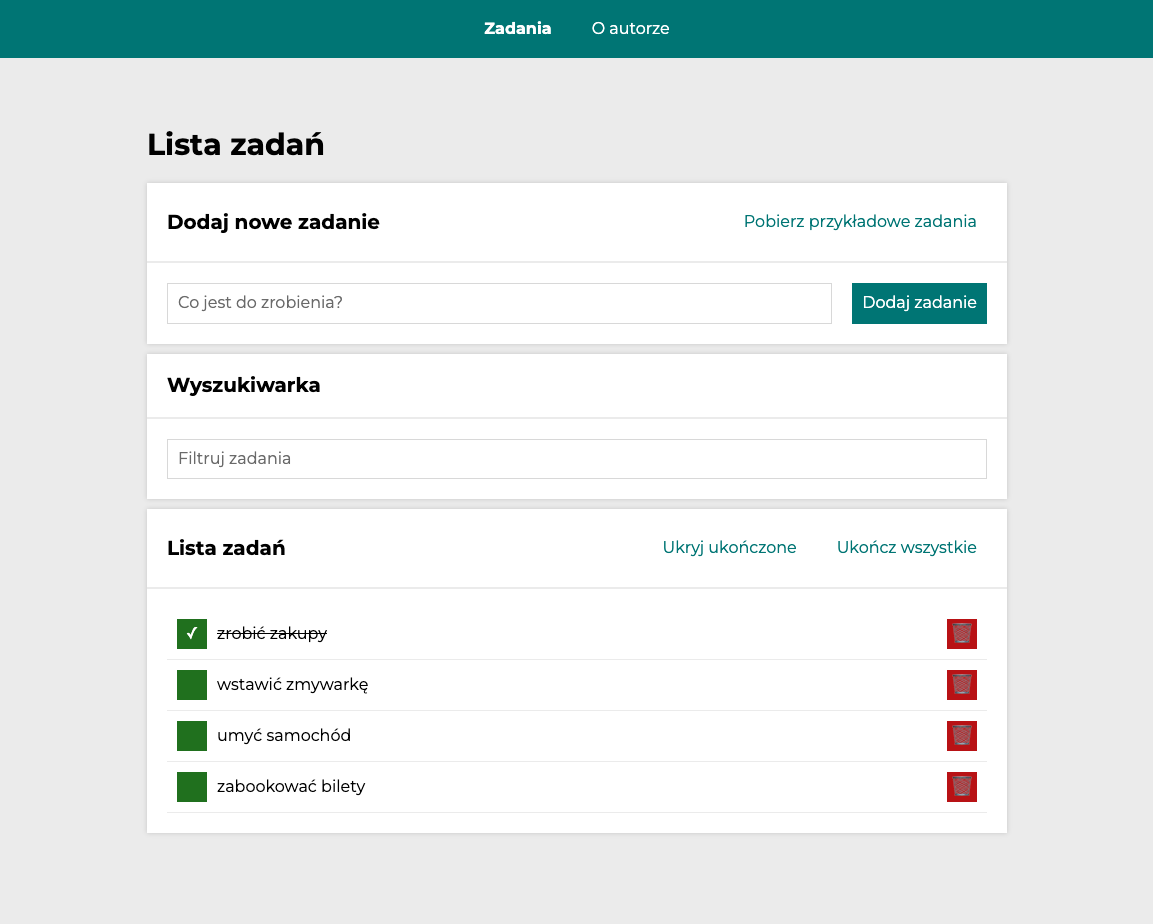 Zadania O autorze
Lista zadań
Dodaj nowe zadanie Pobierz przykładowe zadania
Co jest do zrobienia? Dodaj zadanie
Wyszukiwarka
Filtruj zadania
Lista zadań Ukryj ukończone Ukończ wszystkie
✓ zrobić zakupy
wstawić zmywarkę
umyć samochód
zabookować bilety